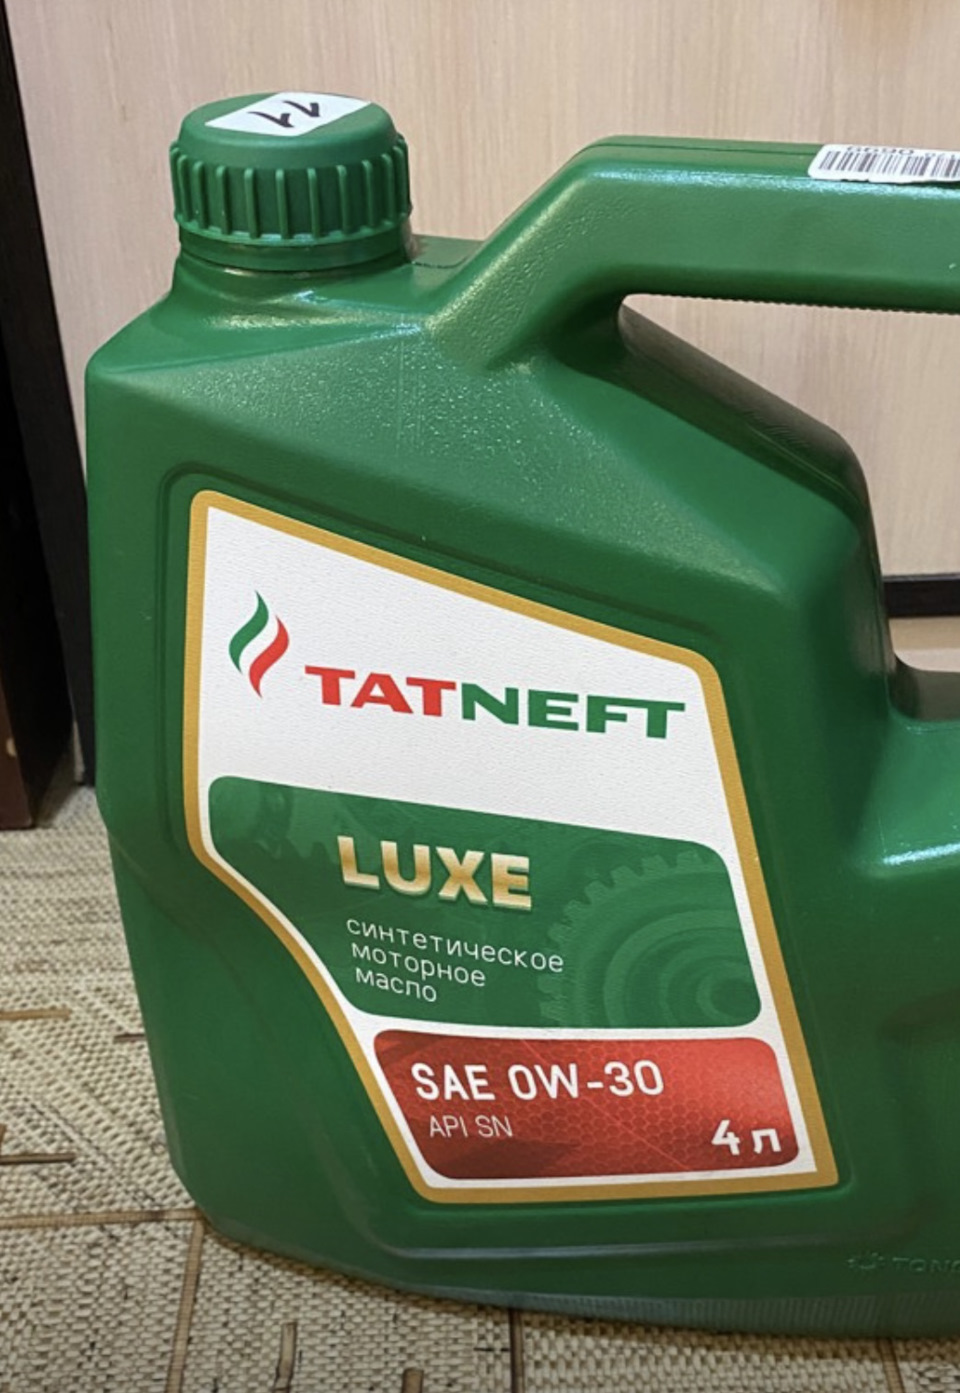 TATNEFT
LUXE
синтетическое
моторное
масло
SAE 0W-30
API SN
4 л